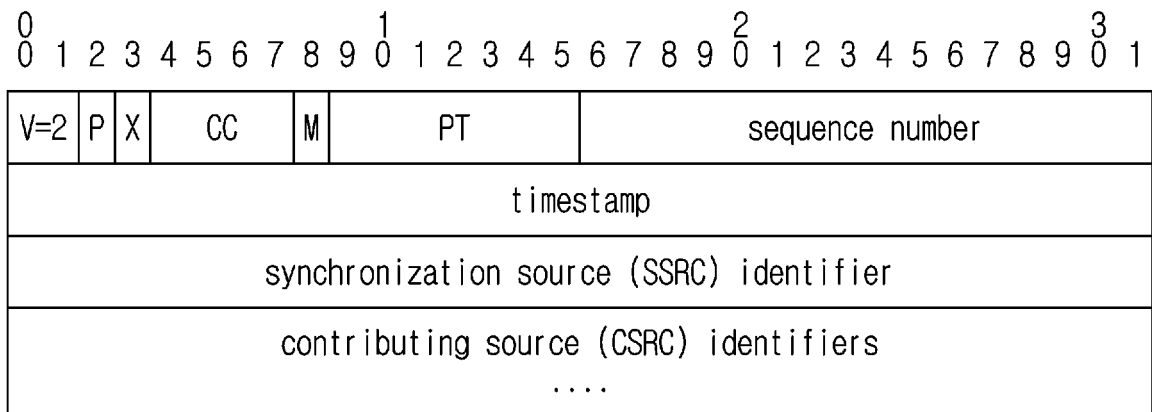 0 1 2 3
0 1 2 3 4 5 6 7 8 9 0 1 2 3 4 5 6 7 8 9 0 1 2 3 4 5 6 7 8 9 0 1
V=2 P X CC M PT sequence number
timestamp
synchronization source (SSRC) identifier
contributing source (CSRC) identifiers
....